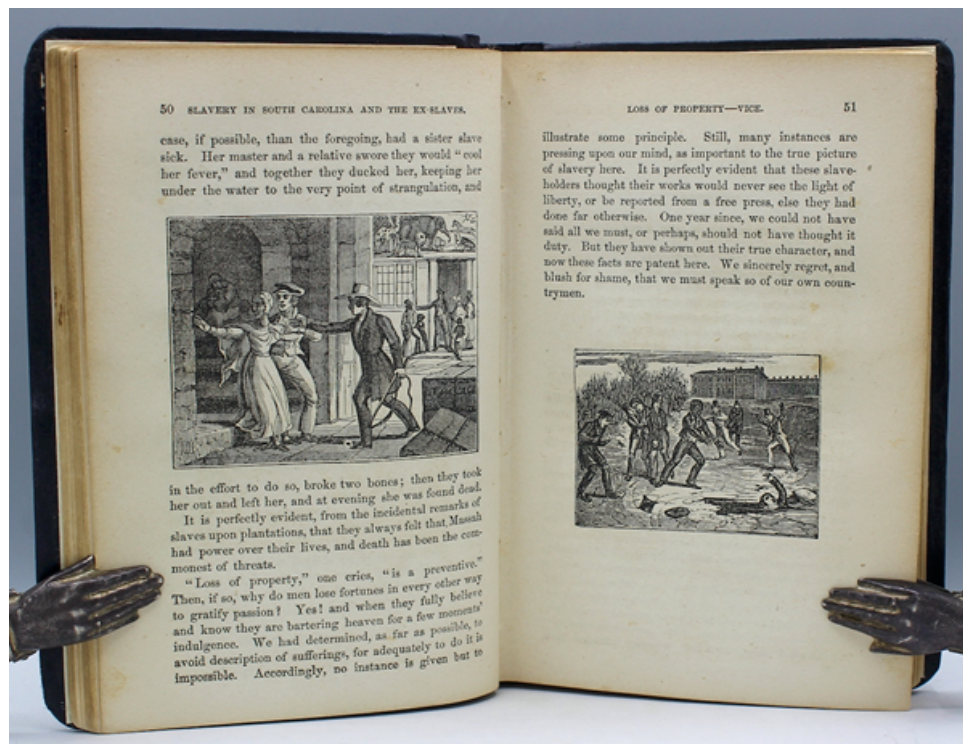 50 SLAVERY IN SOUTH CAROLINA AND THE EX-SLAVES.
case, if possible, than the foregoing, had a sister slave
sick. Her master and a relative swore they would "cool
her fever," and together they ducked her, keeping her
under the water to the very point of strangulation, and
in the effort to do so, broke two bones; then they took
her out and left her, and at evening she was found dead.
It is perfectly evident, from the incidental remarks of
slaves upon plantations, that they always felt that Massah
had power over their lives, and death has been the com-
monest of threats.
"Loss of property," one cries, "is a preventive."
Then, if so, why do men lose fortunes in every other way
to gratify passion? Yes! and when they fully believe
and know they are bartering heaven for a few moments'
indulgence. We had determined, as far as possible, to
avoid description of sufferings, for adequately to do it is
impossible. Accordingly, no instance is given but to
LOSS OF PROPERTY—VICE. 51
illustrate some principle. Still, many instances are
pressing upon our mind, as important to the true picture
of slavery here. It is perfectly evident that these slave-
holders thought their works would never see the light of
liberty, or be reported from a free press, else they had
done far otherwise. One year since, we could not have
said all we must, or perhaps, should not have thought it
duty. But they have shown out their true character, and
now these facts are patent here. We sincerely regret, and
blush for shame, that we must speak so of our own coun-
trymen.